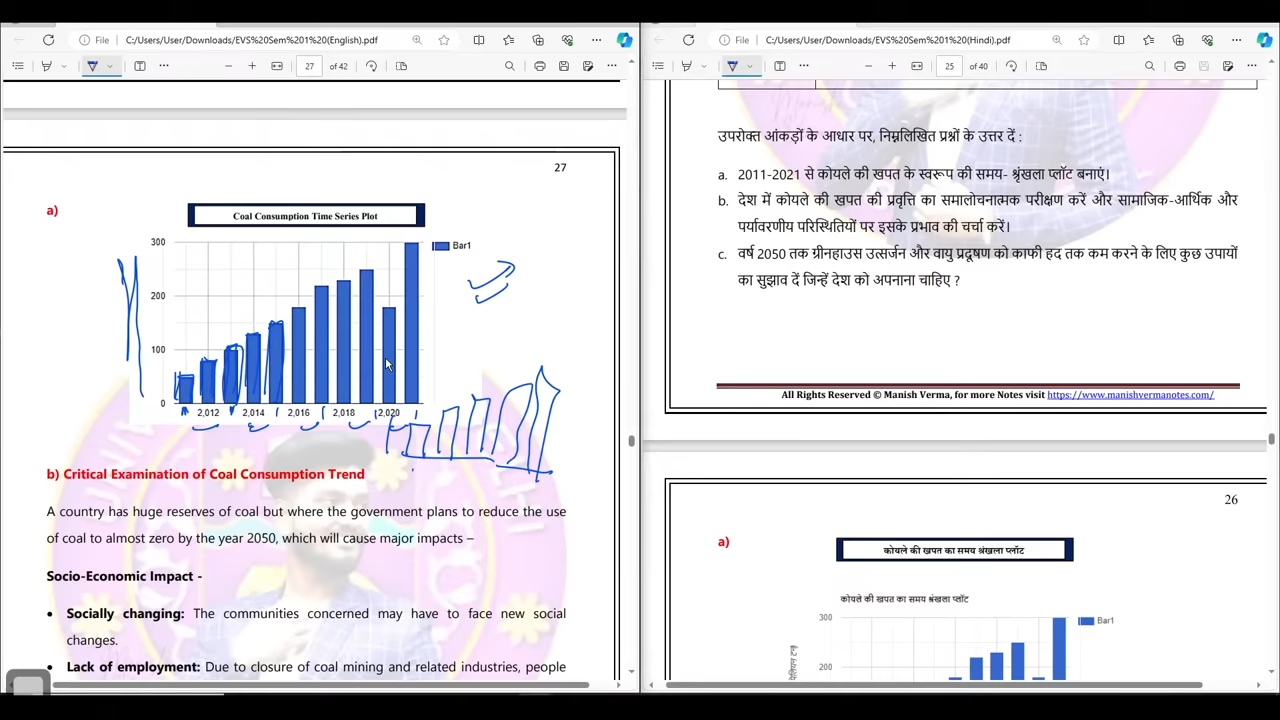 File C:/Users/User/Downloads/EVS%20Sem%201%20(English).pdf
27 of 42
27
a)
Coal Consumption Time Series Plot
300
200
100
0
2,012 2,014 2,016 2,018 2,020
Bar1
b) Critical Examination of Coal Consumption Trend
A country has huge reserves of coal but where the government plans to reduce the use
of coal to almost zero by the year 2050, which will cause major impacts –
Socio-Economic Impact -
• Socially changing: The communities concerned may have to face new social
changes.
• Lack of employment: Due to closure of coal mining and related industries, people
File C:/Users/User/Downloads/EVS%20Sem%201%20(Hindi).pdf
25 of 40
उपरोक्त आंकड़ों के आधार पर, निम्नलिखित प्रश्नों के उत्तर दें :
a. 2011-2021 से कोयले की खपत के स्वरूप की समय- श्रृंखला प्लॉट बनाएं।
b. देश में कोयले की खपत की प्रवृत्ति का समालोचनात्मक परीक्षण करें और सामाजिक-आर्थिक और
पर्यावरणीय परिस्थितियों पर इसके प्रभाव की चर्चा करें।
c. वर्ष 2050 तक ग्रीनहाउस उत्सर्जन और वायु प्रदूषण को काफी हद तक कम करने के लिए कुछ उपायों
का सुझाव दें जिन्हें देश को अपनाना चाहिए ?
All Rights Reserved © Manish Verma, for more Notes visit https://www.manishvermanotes.com/
26
a)
कोयले की खपत का समय श्रंखला प्लॉट
कोयले की खपत का समय श्रंखला प्लॉट
300
200
Bar1